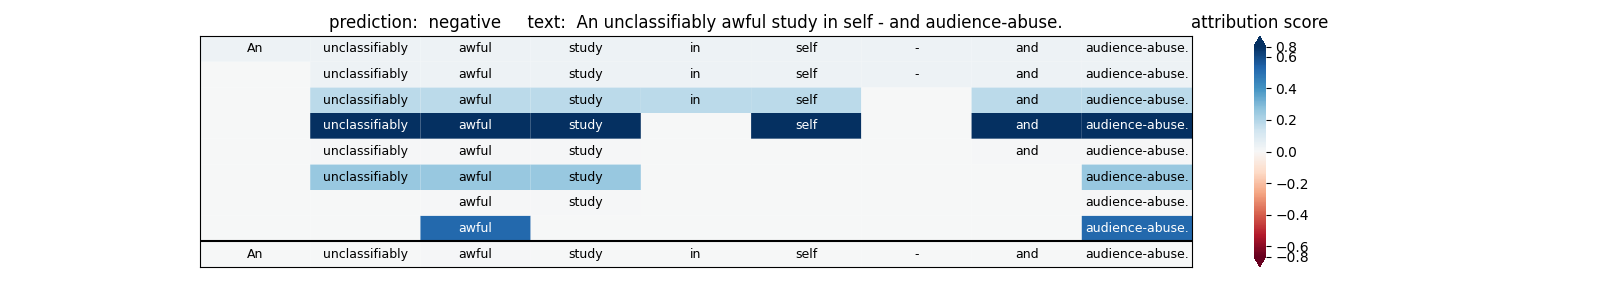 prediction:  negative     text:  An unclassifiably awful study in self - and audience-abuse.
attribution score
An unclassifiably awful study in self - and audience-abuse.
unclassifiably awful study in self - and audience-abuse.
unclassifiably awful study in self and audience-abuse.
unclassifiably awful study self and audience-abuse.
unclassifiably awful study and audience-abuse.
unclassifiably awful study audience-abuse.
awful study audience-abuse.
awful audience-abuse.
An unclassifiably awful study in self - and audience-abuse.
0.8
0.6
0.4
0.2
0.0
−0.2
−0.4
−0.6
−0.8